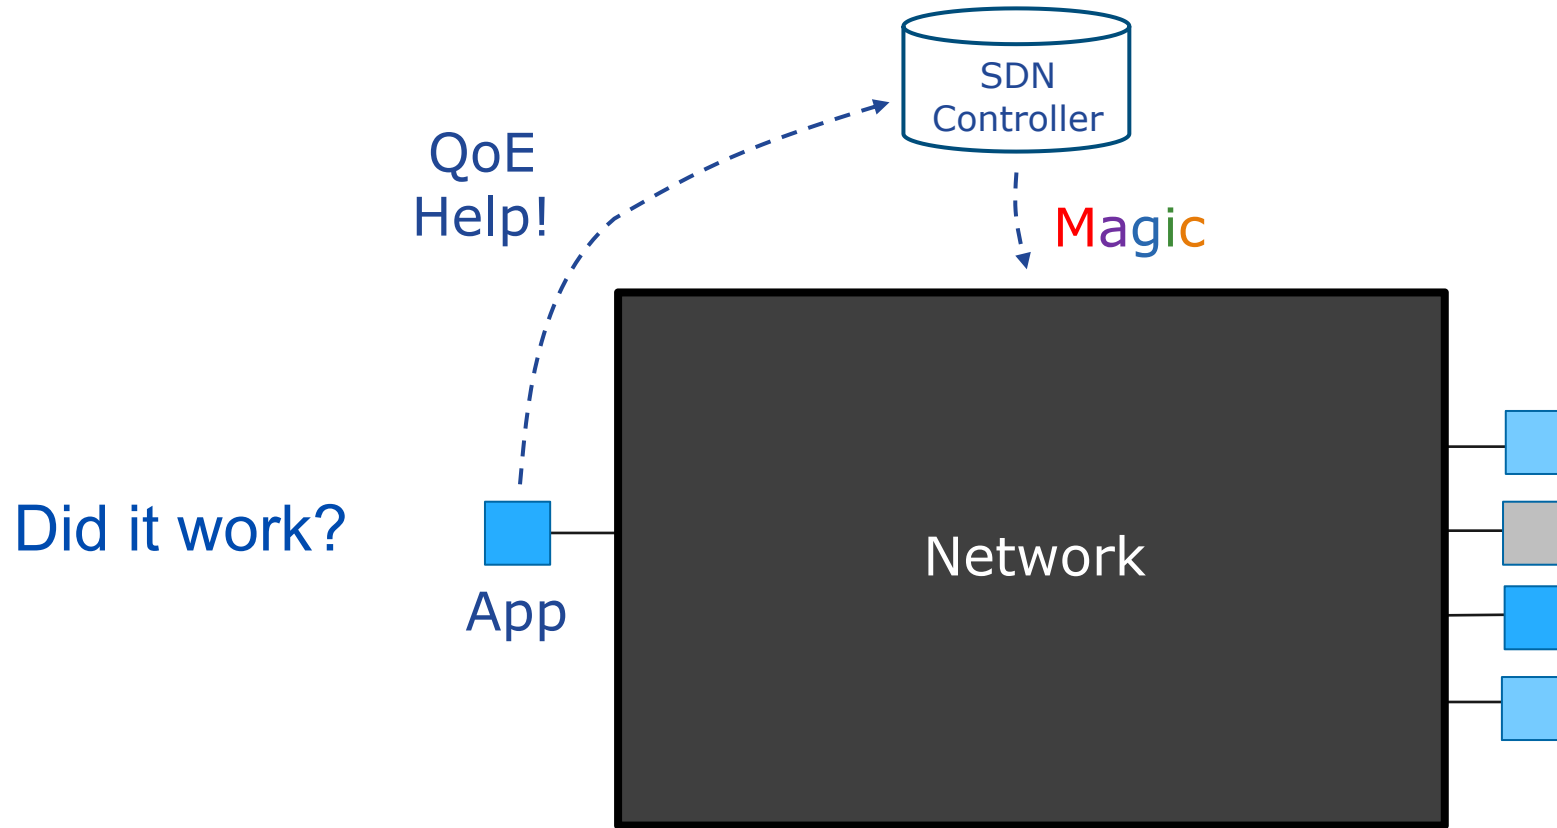 SDN
Controller
QoE
Help!
Magic
Did it work?
Network
App